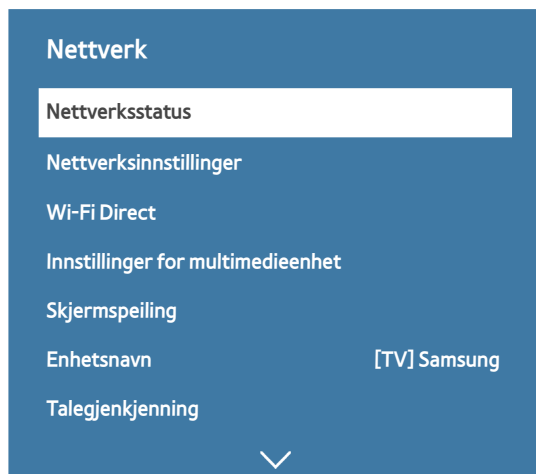 Nettverk
Nettverksstatus
Nettverksinnstillinger
Wi-Fi Direct
Innstillinger for multimedieenhet
Skjermspeiling
Enhetsnavn [TV] Samsung
Talegjenkjenning